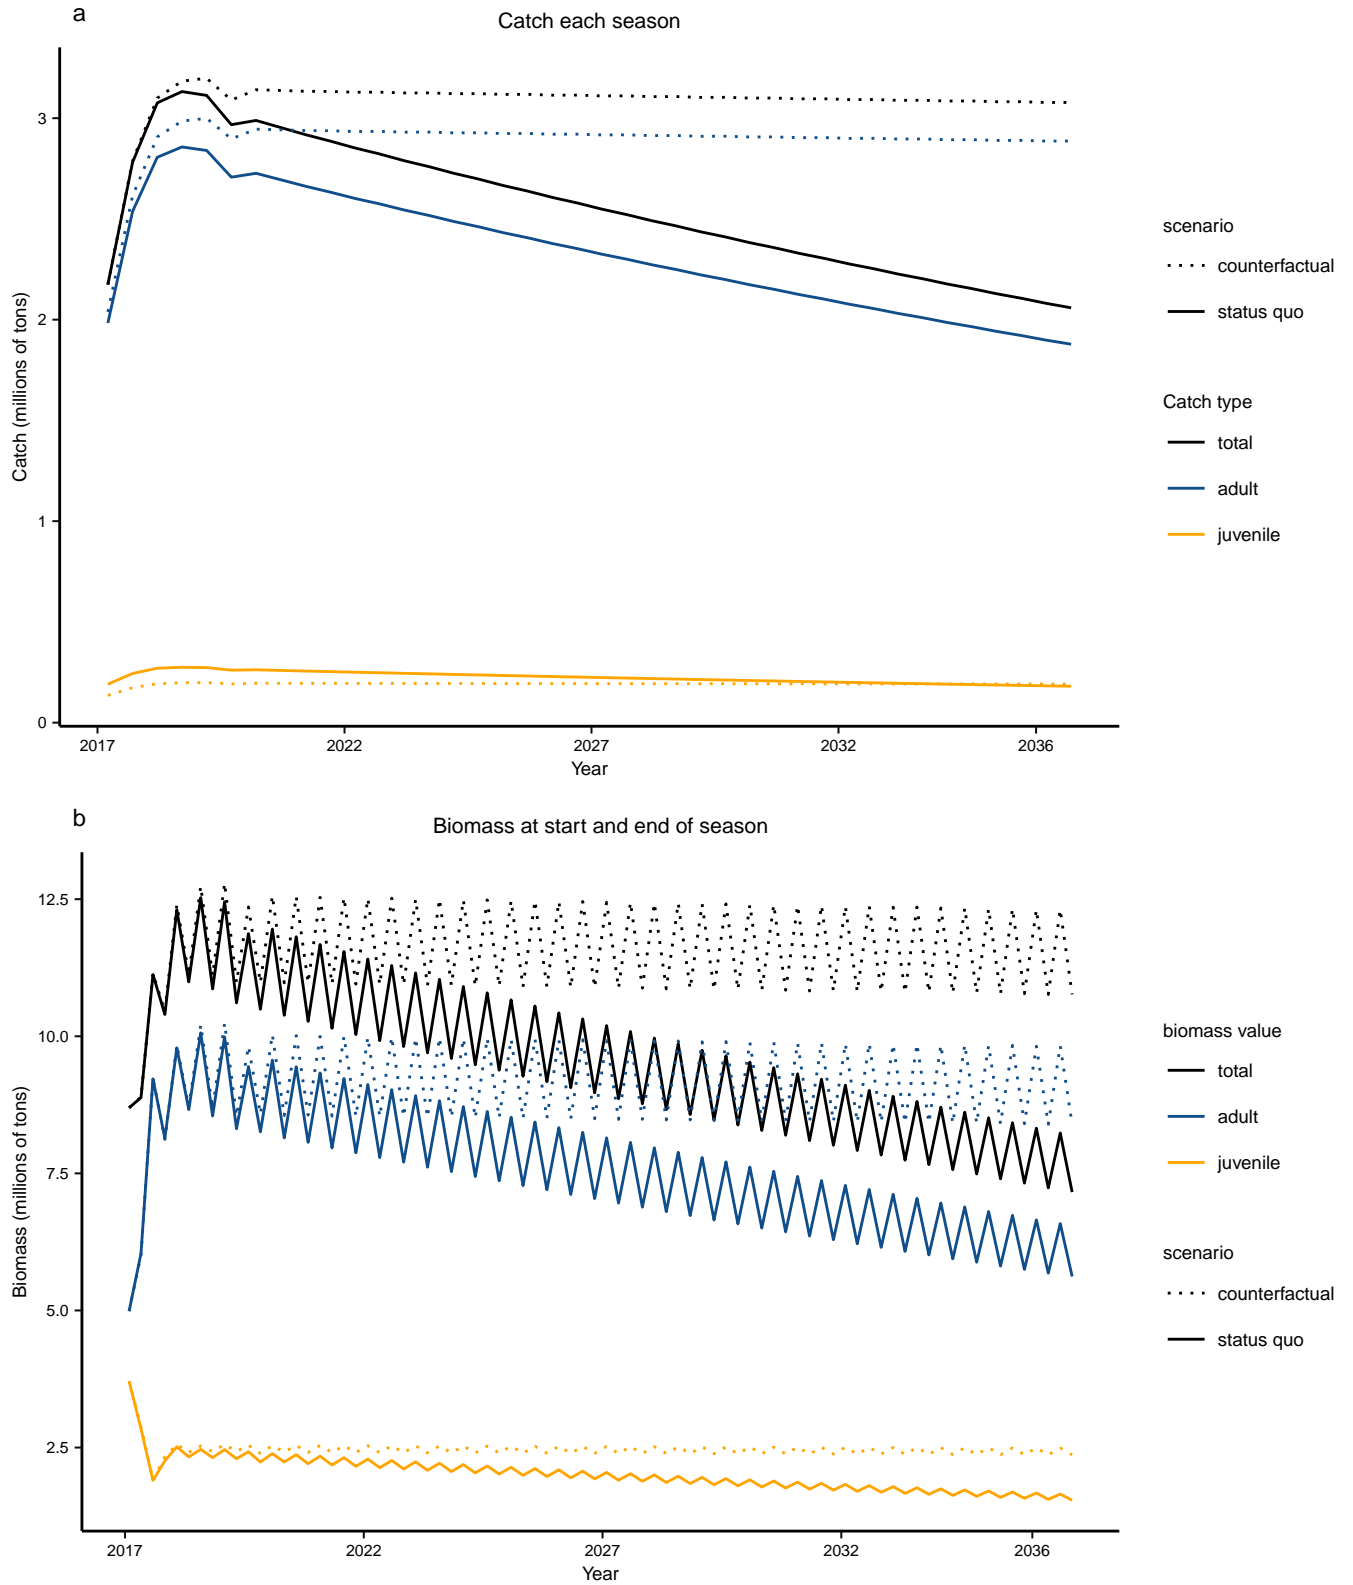 a
Catch each season
Catch (millions of tons)
3
2
1
0
2017 2022 2027 2032 2036
Year
scenario
counterfactual
status quo
Catch type
total
adult
juvenile
b
Biomass at start and end of season
Biomass (millions of tons)
12.5
10.0
7.5
5.0
2.5
2017 2022 2027 2032 2036
Year
biomass value
total
adult
juvenile
scenario
counterfactual
status quo